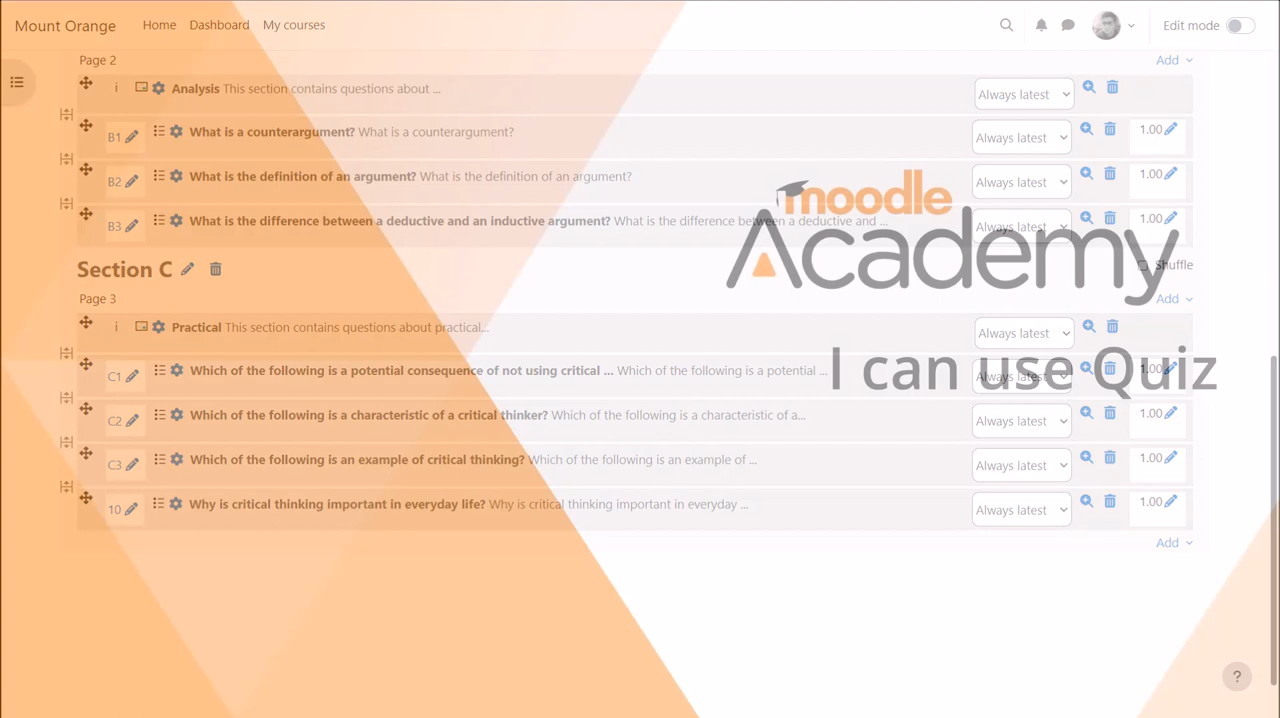 Mount Orange Home Dashboard My courses Edit mode
Page 2 Add
i Analysis This section contains questions about ... Always latest
B1 What is a counterargument? What is a counterargument? Always latest 1.00
B2 What is the definition of an argument? What is the definition of an argument? Always latest 1.00
B3 What is the difference between a deductive and an inductive argument? What is the difference between a deductive and ... Always latest 1.00
moodle
Academy
Section C Shuffle
Page 3 Add
i Practical This section contains questions about practical... Always latest
C1 Which of the following is a potential consequence of not using critical ... Which of the following is a potential ... Always latest 1.00
I can use Quiz
C2 Which of the following is a characteristic of a critical thinker? Which of the following is a characteristic of a... Always latest 1.00
C3 Which of the following is an example of critical thinking? Which of the following is an example of ... Always latest 1.00
10 Why is critical thinking important in everyday life? Why is critical thinking important in everyday ... Always latest 1.00
Add
?